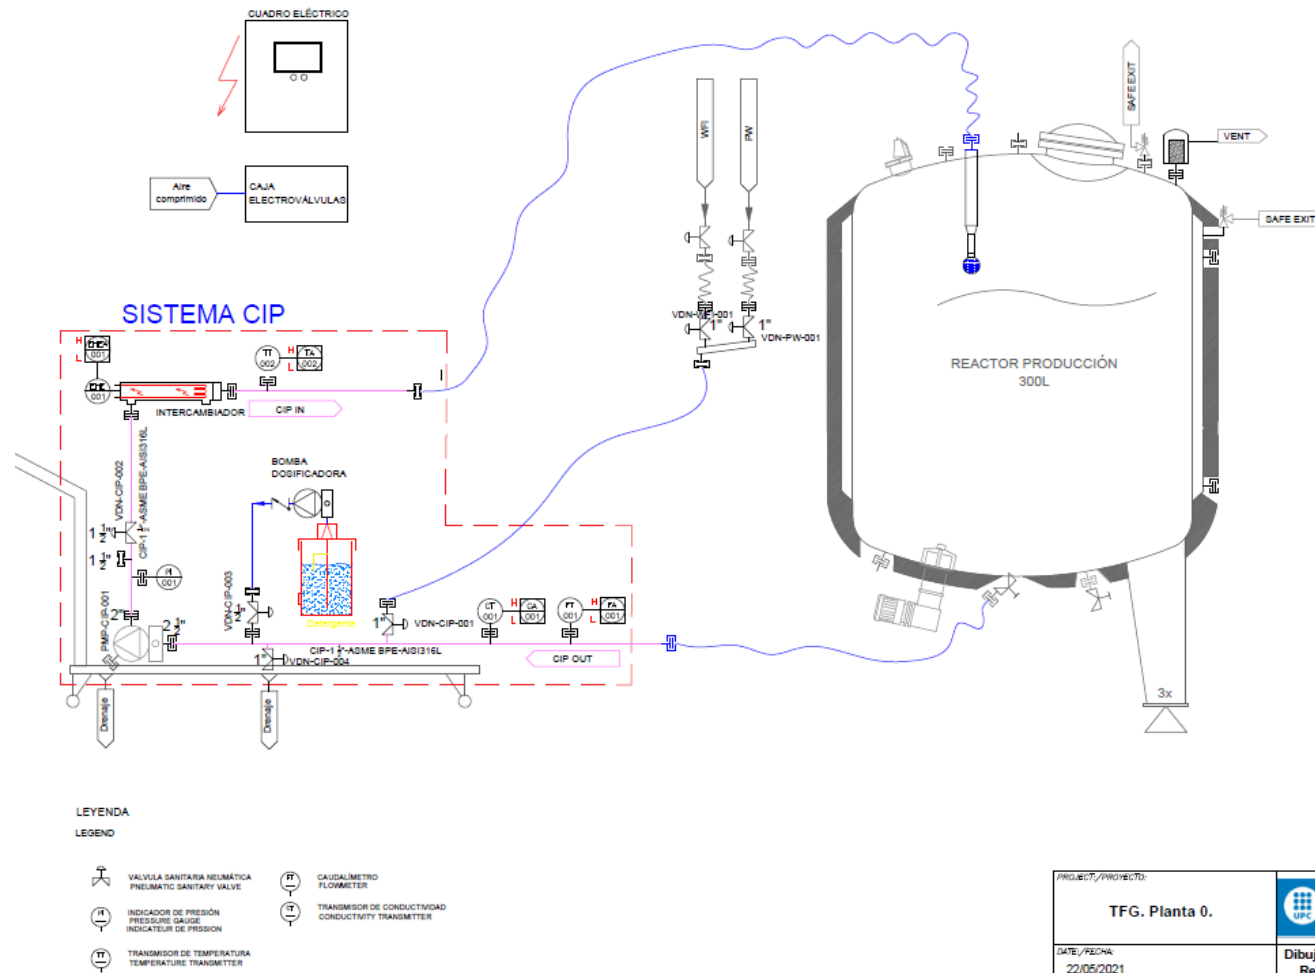 CUADRO ELÉCTRICO
Aire
comprimido
CAJA
ELECTROVÁLVULAS
WFI
PW
SAFE EXIT
VENT
SAFE EXIT
SISTEMA CIP
VDN-WFI-001
1"
1"
VDN-PW-001
REACTOR PRODUCCIÓN
300L
H
L
001
001
TT
002
H
L
TA
002
INTERCAMBIADOR
CIP IN
VDN-CIP-002
CIP-1 ½"-ASME BPE-AISI316L
1 ½"
1 ½"
PI
001
BOMBA
DOSIFICADORA
Detergente
VDN-CIP-003
PMP-CIP-001
2"
2 ½"
1"
VDN-CIP-001
CT
001
H
L
CA
001
FT
001
H
L
FA
001
CIP-1 ½"-ASME BPE-AISI316L
1"
VDN-CIP-004
CIP OUT
Drenaje
Drenaje
3x
LEYENDA
LEGEND
VALVULA SANITARIA NEUMÁTICA
PNEUMATIC SANITARY VALVE
PI
INDICADOR DE PRESIÓN
PRESSURE GAUGE
INDICATEUR DE PRSSION
TT
TRANSMISOR DE TEMPERATURA
TEMPERATURE TRANSMITTER
FT
CAUDALÍMETRO
FLOWMETER
CT
TRANSMISOR DE CONDUCTIVIDAD
CONDUCTIVITY TRANSMITTER
PROJECT:/PROYECTO:
TFG. Planta 0.
UPC
DATE:/FECHA:
22/05/2021
Dibuj
Re